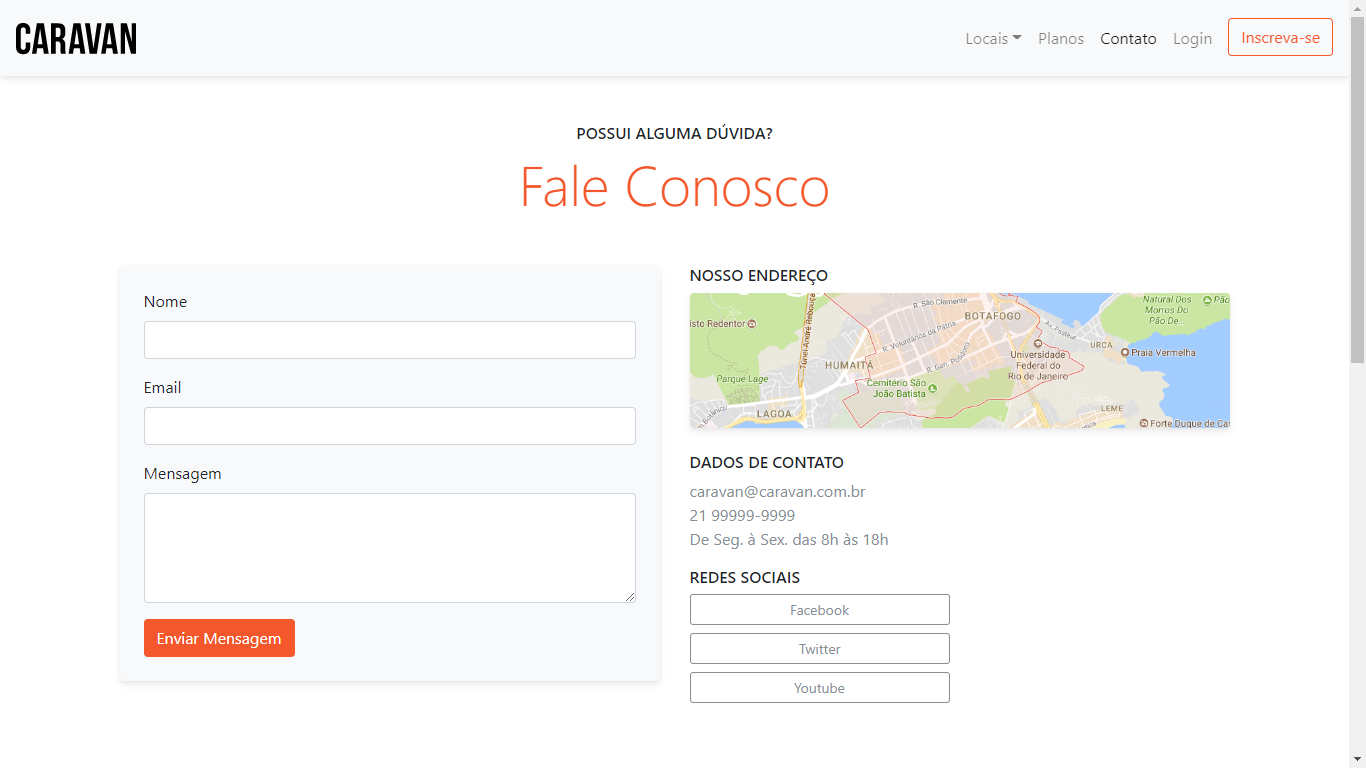 CARAVAN
Locais
Planos
Contato
Login
Inscreva-se
POSSUI ALGUMA DÚVIDA?
Fale Conosco
Nome
Email
Mensagem
Enviar Mensagem
NOSSO ENDEREÇO
isto Redentor
Túnel André Rebouça
R. São Clemente
BOTAFOGO
Natural Dos
Morros Do
Pão De...
Pão
R. Voluntários da Pátria
Av. Pasteur
URCA
Praia Vermelha
HUMAITÁ
R. Gen. Polidoro
Universidade
Federal do
Rio de Janeiro
Parque Lage
Cemitério São
João Batista
LAGOA
m Botânico
LEME
Forte Duque de Ca
DADOS DE CONTATO
caravan@caravan.com.br
21 99999-9999
De Seg. à Sex. das 8h às 18h
REDES SOCIAIS
Facebook
Twitter
Youtube